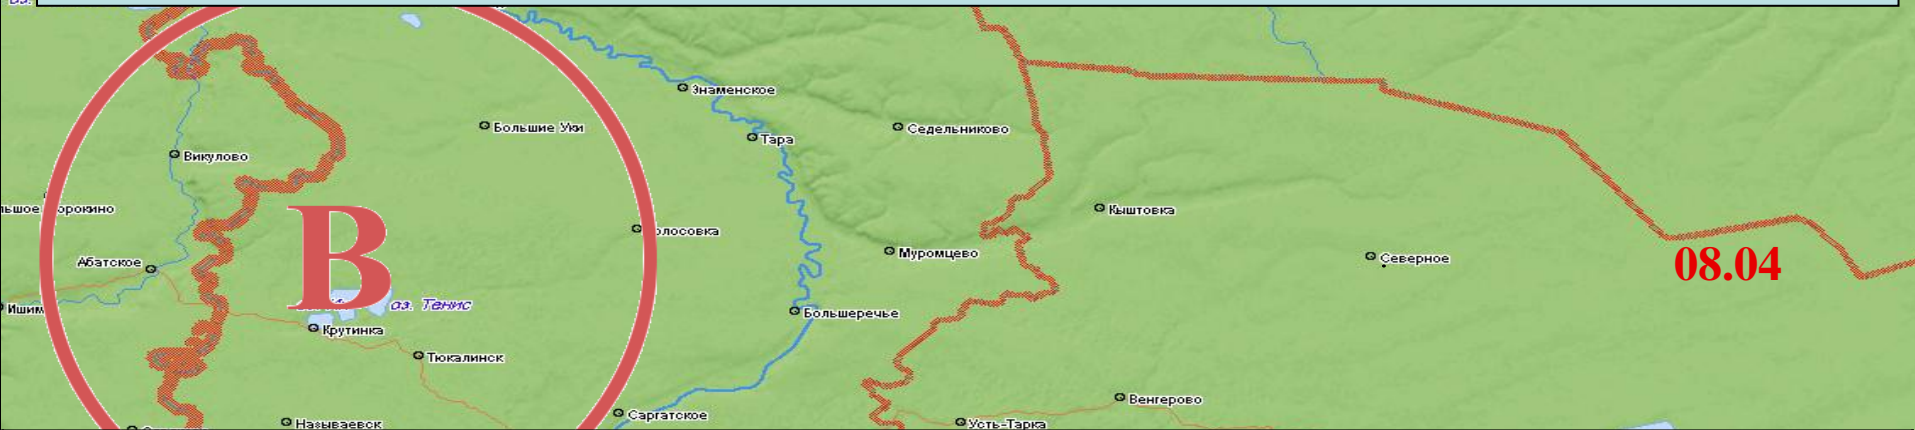 Знаменское
Большие Уки
Седельниково
Тара
Викулово
Кыштовка
В
Муромцево
Северное
Абатское
08.04
оз. Тенис
Ишим
Большеречье
Крутинка
Тюкалинск
Венгерово
Саргатское
Называевск
Усть-Тарка